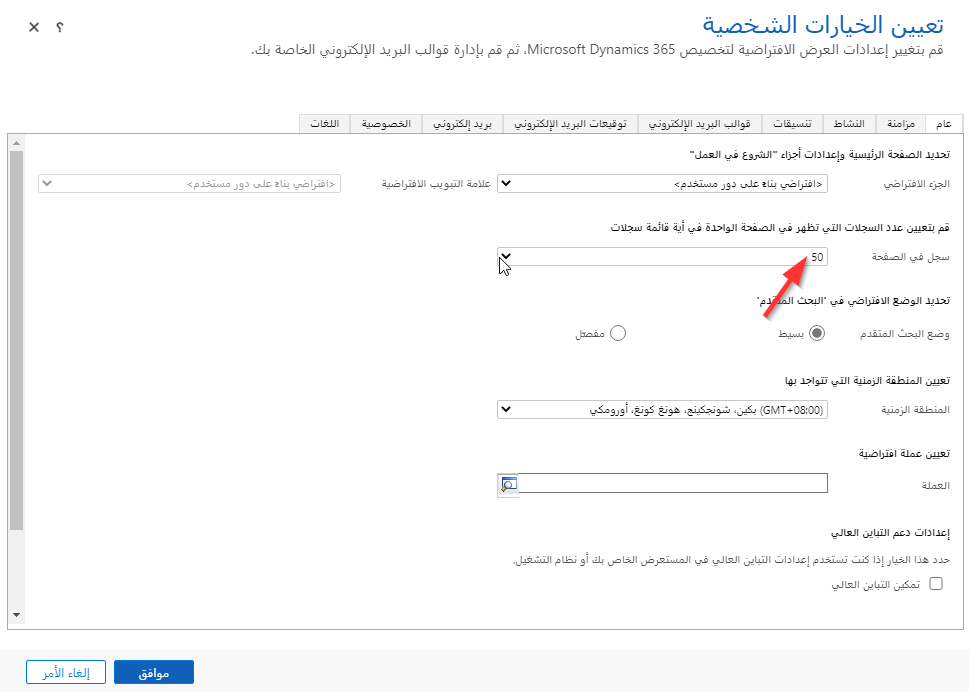 تعيين الخيارات الشخصية
؟
قم بتغيير إعدادات العرض الافتراضية لتخصيص Microsoft Dynamics 365، ثم قم بإدارة قوالب البريد الإلكتروني الخاصة بك.
عام مزامنة النشاط تنسيقات قوالب البريد الإلكتروني توقيعات البريد الإلكتروني بريد إلكتروني الخصوصية اللغات
تحديد الصفحة الرئيسية وإعدادات أجزاء "الشروع في العمل"
الجزء الافتراضي <افتراضي بناءً على دور مستخدم> علامة التبويب الافتراضية <افتراضي بناءً على دور مستخدم>
قم بتعيين عدد السجلات التي تظهر في الصفحة الواحدة في أية قائمة سجلات
سجل في الصفحة 50
تحديد الوضع الافتراضي في "البحث المتقدم"
وضع البحث المتقدم بسيط مفصل
تعيين المنطقة الزمنية التي تتواجد بها
المنطقة الزمنية (GMT+08:00) بكين، شونجكينج، هونغ كونغ، أورومكي
تعيين عملة افتراضية
العملة
إعدادات دعم التباين العالي
حدد هذا الخيار إذا كنت تستخدم إعدادات التباين العالي في المستعرض الخاص بك أو نظام التشغيل.
تمكين التباين العالي
موافق إلغاء الأمر